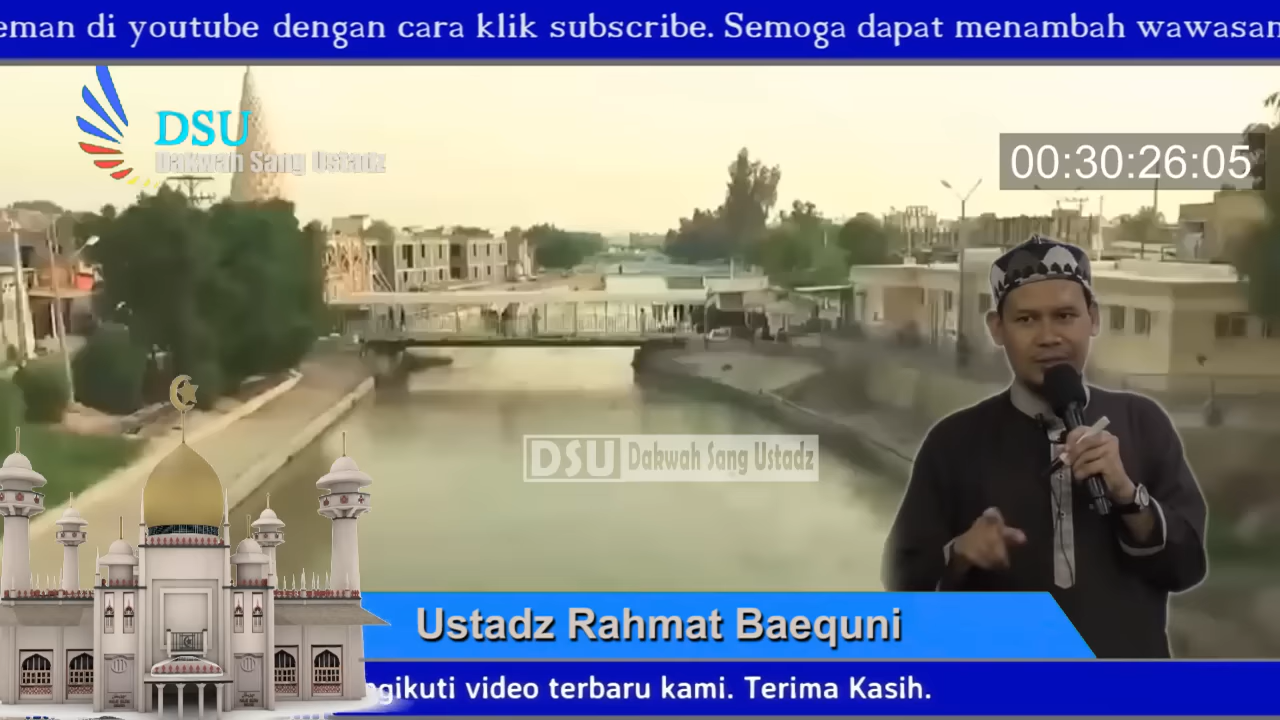 eman di youtube dengan cara klik subscribe. Semoga dapat menambah wawasan
DSU
Dakwah Sang Ustadz
00:30:26:05
DSU Dakwah Sang Ustadz
Ustadz Rahmat Baequni
ngikuti video terbaru kami. Terima Kasih.